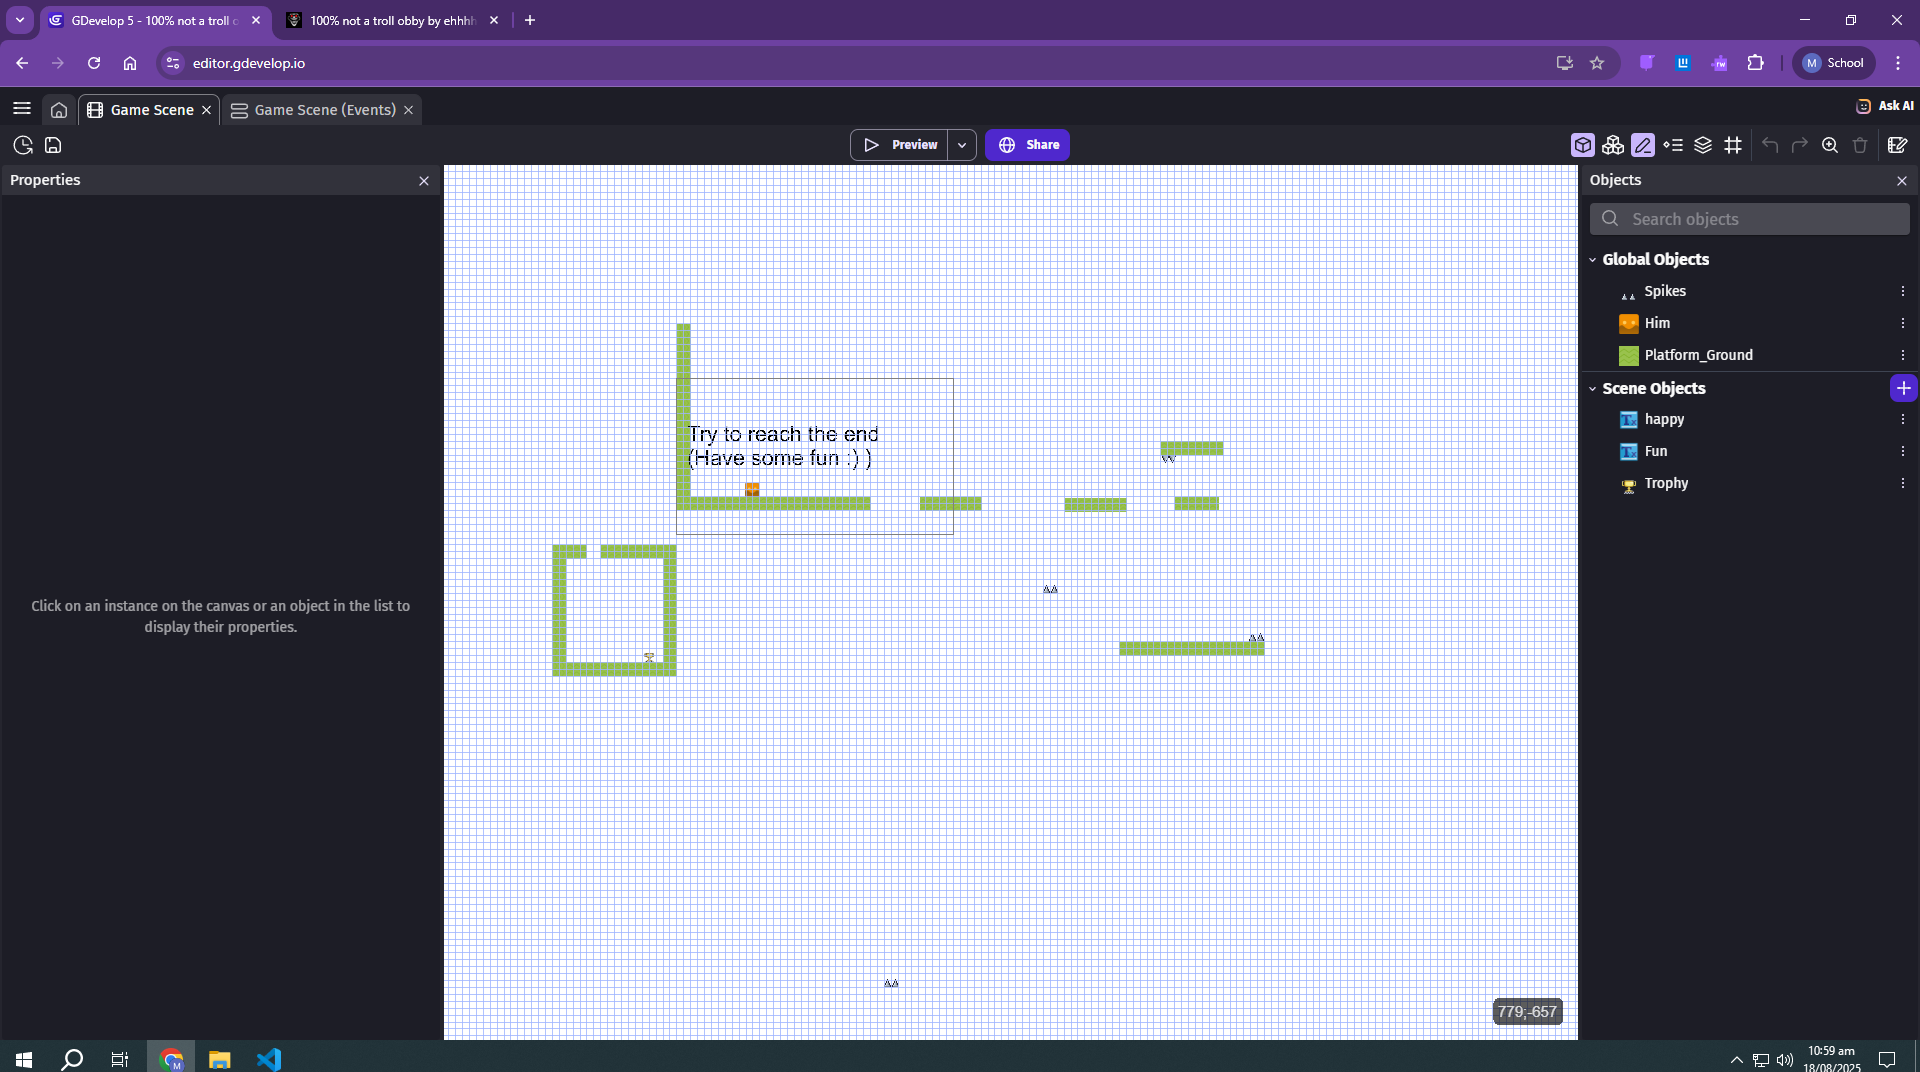 GDevelop 5 - 100% not a troll o
100% not a troll obby by ehhhh
editor.gdevelop.io
School
M
Game Scene
Game Scene (Events)
Ask AI
Preview
Share
Properties
Objects
Search objects
Global Objects
Spikes
Him
Platform_Ground
Scene Objects
happy
Fun
Trophy
Try to reach the end
(Have some fun :) )
Click on an instance on the canvas or an object in the list to
display their properties.
779;-657
10:59 am
18/08/2025